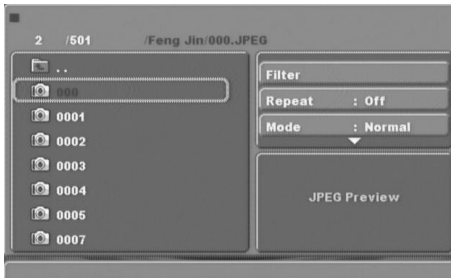 2 /501 /Feng Jin/000.JPEG
..
000
0001
0002
0003
0004
0005
0007
Filter
Repeat : Off
Mode : Normal
JPEG Preview